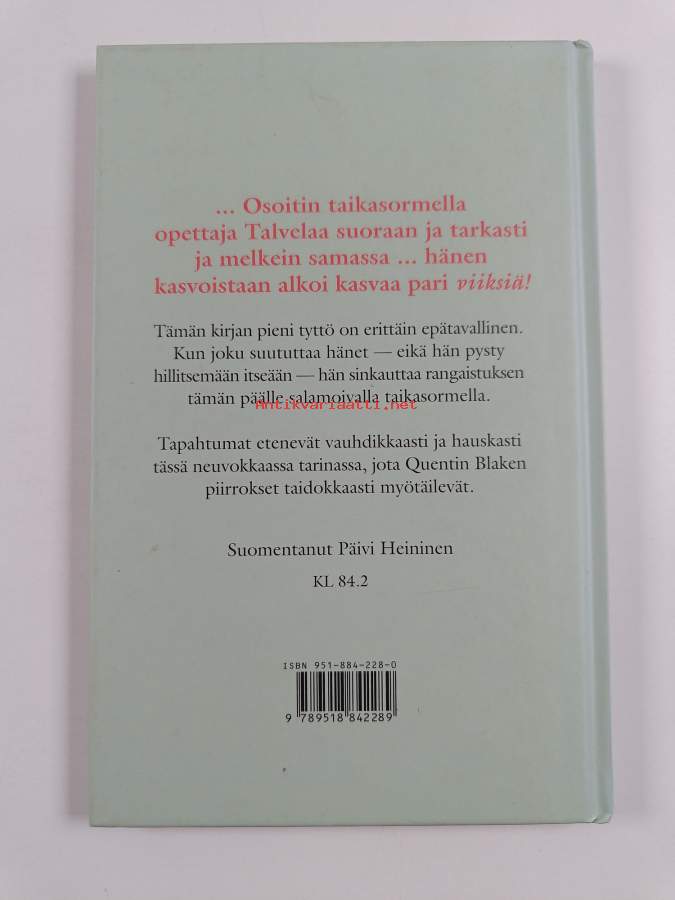 ... Osoitin taikasormella
opettaja Talvelaa suoraan ja tarkasti
ja melkein samassa ... hänen
kasvoistaan alkoi kasvaa pari viiksiä!
Tämän kirjan pieni tyttö on erittäin epätavallinen.
Kun joku suututtaa hänet — eikä hän pysty
hillitsemään itseään — hän sinkauttaa rangaistuksen
tämän päälle salamoivalla taikasormella.
Antikvariaatti.net
Tapahtumat etenevät vauhdikkaasti ja hauskasti
tässä neuvokkaassa tarinassa, jota Quentin Blaken
piirrokset taidokkaasti myötäilevät.
Suomentanut Päivi Heininen
KL 84.2
ISBN 951-884-228-0
9 789518 842289